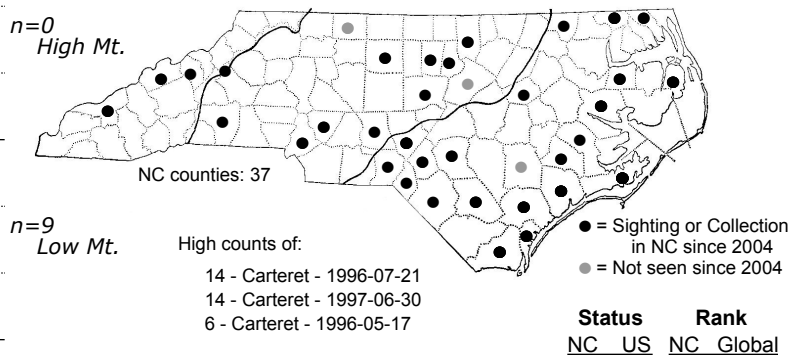 n=0
High Mt.
NC counties: 37
n=9
Low Mt.
High counts of:
14 - Carteret - 1996-07-21
14 - Carteret - 1997-06-30
6 - Carteret - 1996-05-17
= Sighting or Collection
in NC since 2004
= Not seen since 2004
Status Rank
NC US NC Global